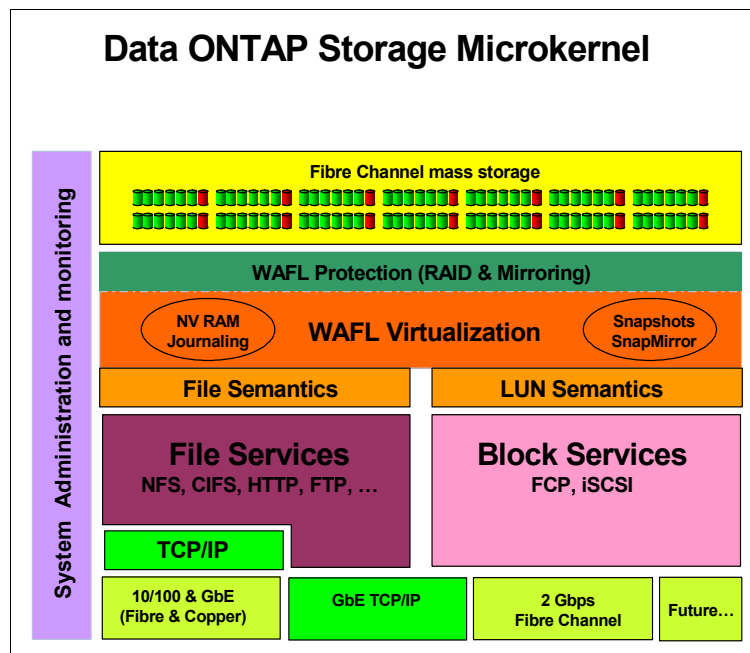 Data ONTAP Storage Microkernel
System Administration and monitoring
Fibre Channel mass storage
WAFL Protection (RAID & Mirroring)
NV RAM
Journaling
WAFL Virtualization
Snapshots
SnapMirror
File Semantics
LUN Semantics
File Services
NFS, CIFS, HTTP, FTP, …
Block Services
FCP, iSCSI
TCP/IP
10/100 & GbE
(Fibre & Copper)
GbE TCP/IP
2 Gbps
Fibre Channel
Future…